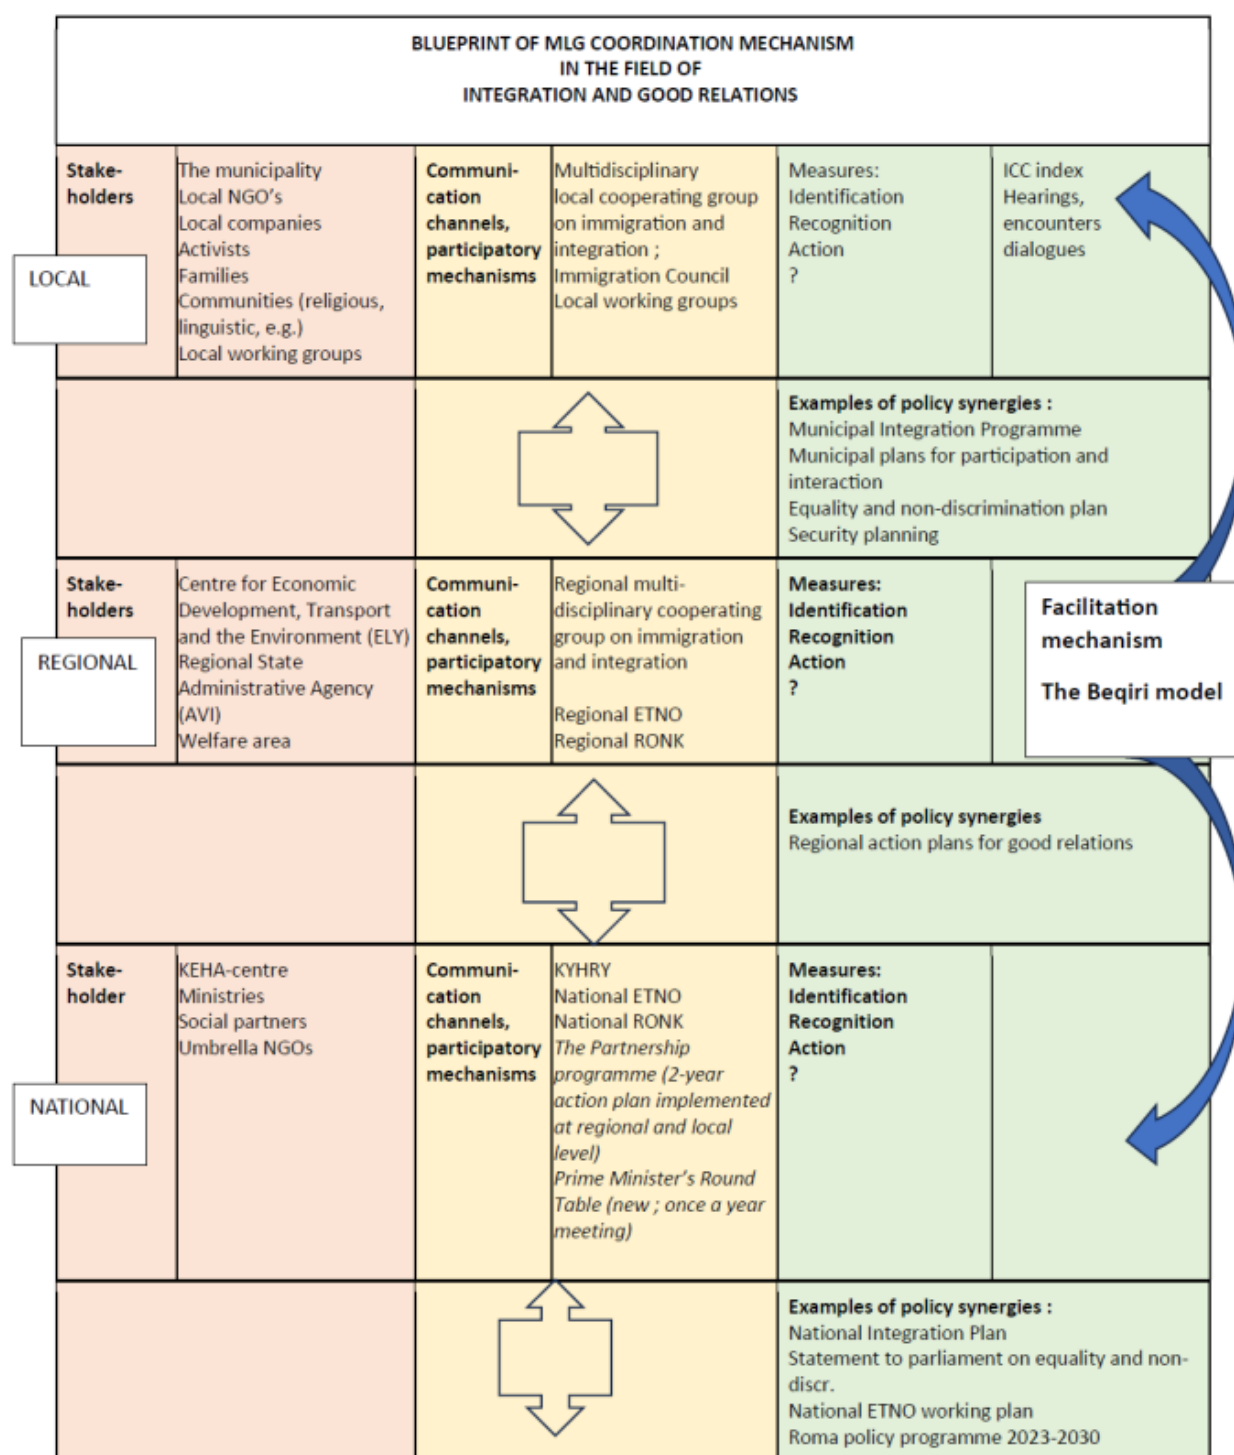 BLUEPRINT OF MLG COORDINATION MECHANISM
IN THE FIELD OF
INTEGRATION AND GOOD RELATIONS
LOCAL
Stake-
holders
The municipality
Local NGO's
Local companies
Activists
Families
Communities (religious,
linguistic, e.g.)
Local working groups
Communi-
cation
channels,
participatory
mechanisms
Multidisciplinary
local cooperating group
on immigration and
integration ;
Immigration Council
Local working groups
Measures:
Identification
Recognition
Action
?
ICC index
Hearings,
encounters
dialogues
Examples of policy synergies :
Municipal Integration Programme
Municipal plans for participation and
interaction
Equality and non-discrimination plan
Security planning
REGIONAL
Stake-
holders
Centre for Economic
Development, Transport
and the Environment (ELY)
Regional State
Administrative Agency
(AVI)
Welfare area
Communi-
cation
channels,
participatory
mechanisms
Regional multi-
disciplinary cooperating
group on immigration
and integration
Regional ETNO
Regional RONK
Measures:
Identification
Recognition
Action
?
Facilitation
mechanism
The Beqiri model
Examples of policy synergies
Regional action plans for good relations
NATIONAL
Stake-
holder
KEHA-centre
Ministries
Social partners
Umbrella NGOs
Communi-
cation
channels,
participatory
mechanisms
KYHRY
National ETNO
National RONK
The Partnership
programme (2-year
action plan implemented
at regional and local
level)
Prime Minister's Round
Table (new ; once a year
meeting)
Measures:
Identification
Recognition
Action
?
Examples of policy synergies :
National Integration Plan
Statement to parliament on equality and non-
discr.
National ETNO working plan
Roma policy programme 2023-2030